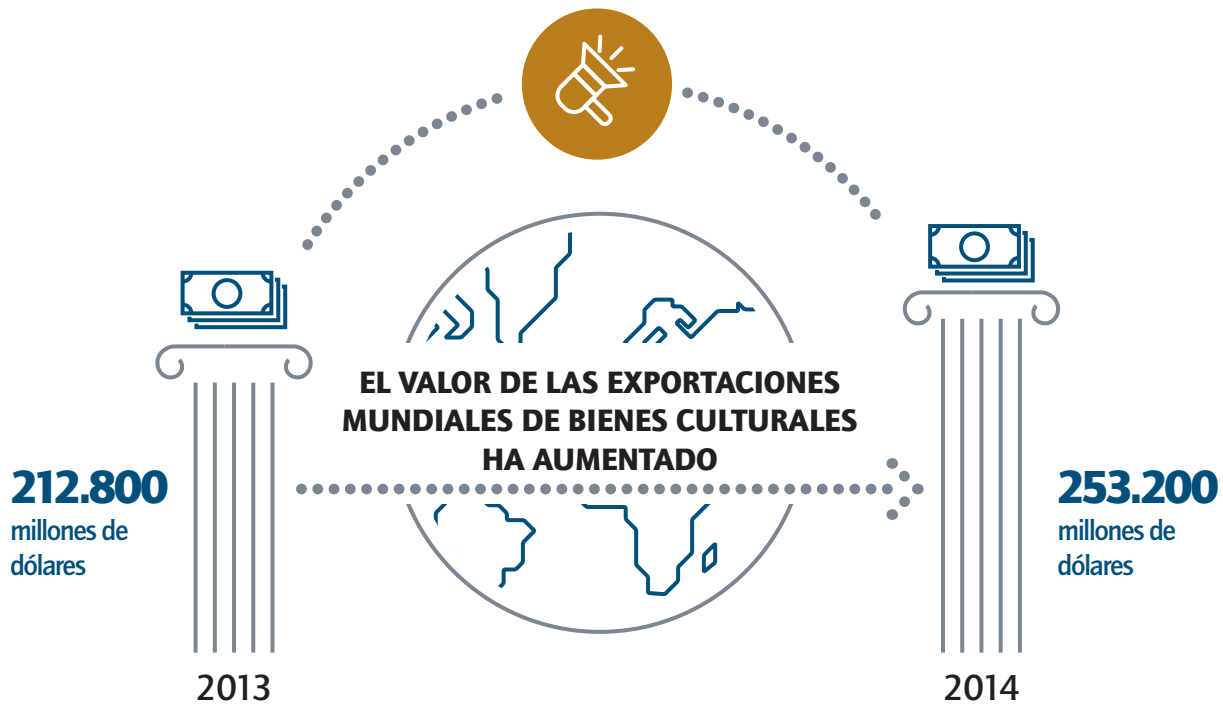 EL VALOR DE LAS EXPORTACIONES
MUNDIALES DE BIENES CULTURALES
HA AUMENTADO
212.800
millones de
dólares
2013
253.200
millones de
dólares
2014